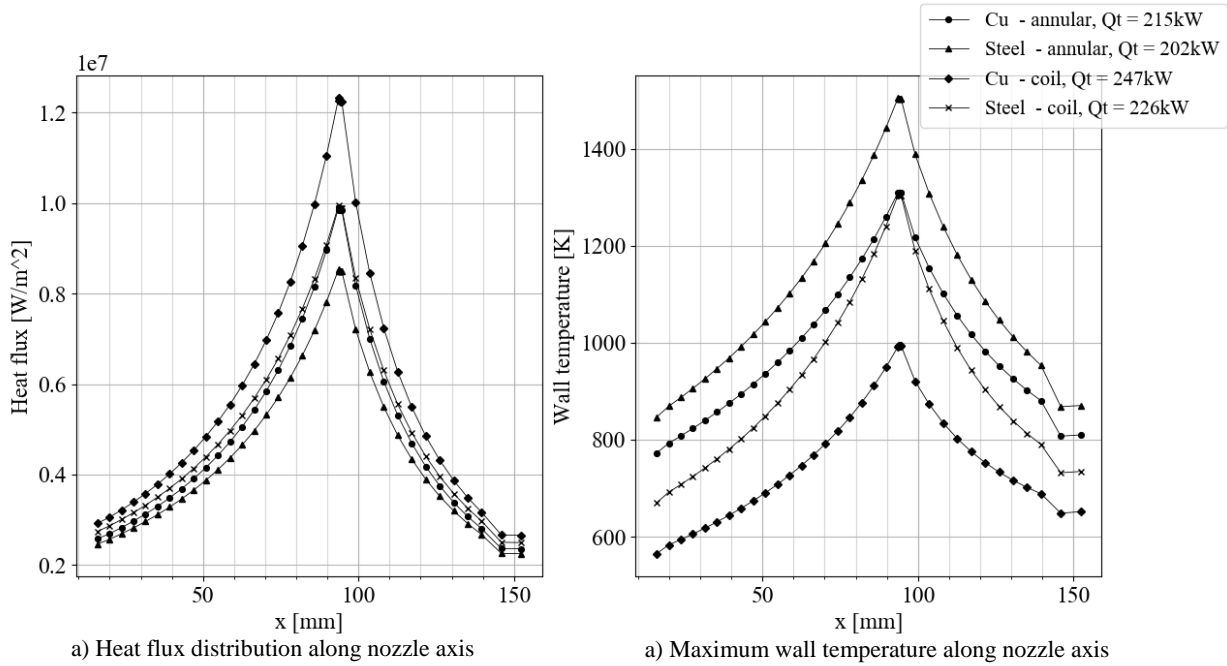 Cu - annular, Qt = 215kW
Steel - annular, Qt = 202kW
Cu - coil, Qt = 247kW
Steel - coil, Qt = 226kW
1e7
Heat flux [W/m^2]
1.2
1.0
0.8
0.6
0.4
0.2
50
100
150
x [mm]
a) Heat flux distribution along nozzle axis
Wall temperature [K]
1400
1200
1000
800
600
50
100
150
x [mm]
a) Maximum wall temperature along nozzle axis